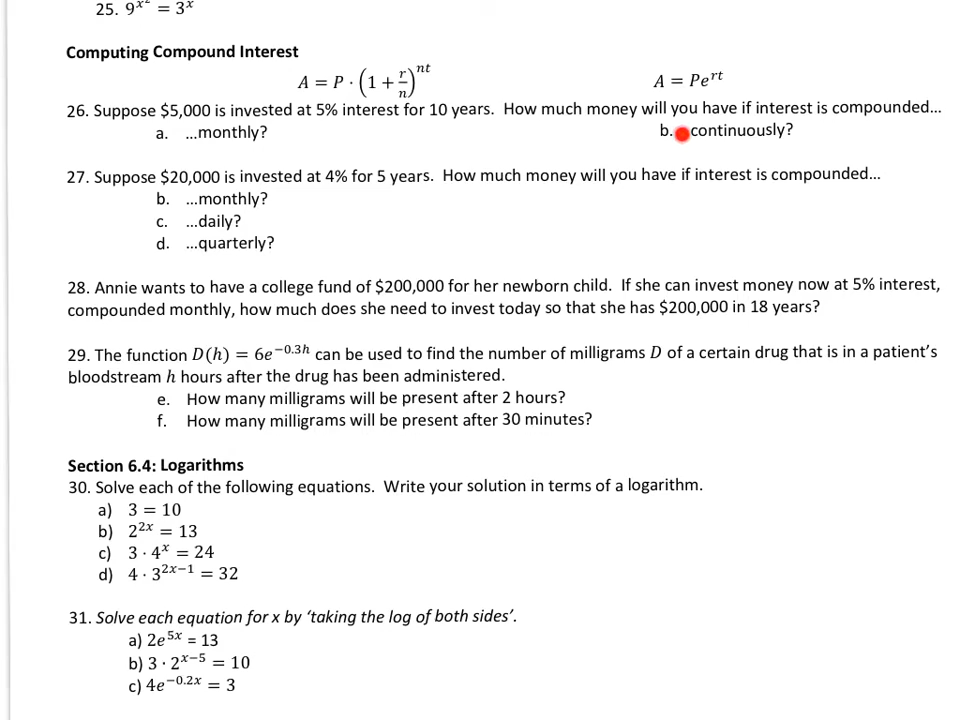 25. 9^{x^2} = 3^x
Computing Compound Interest
A = P · (1 + r/n)^{nt} A = Pe^{rt}
26. Suppose $5,000 is invested at 5% interest for 10 years. How much money will you have if interest is compounded...
a. ...monthly? b. continuously?
27. Suppose $20,000 is invested at 4% for 5 years. How much money will you have if interest is compounded...
b. ...monthly?
c. ...daily?
d. ...quarterly?
28. Annie wants to have a college fund of $200,000 for her newborn child. If she can invest money now at 5% interest,
compounded monthly, how much does she need to invest today so that she has $200,000 in 18 years?
29. The function D(h) = 6e^{-0.3h} can be used to find the number of milligrams D of a certain drug that is in a patient's
bloodstream h hours after the drug has been administered.
e. How many milligrams will be present after 2 hours?
f. How many milligrams will be present after 30 minutes?
Section 6.4: Logarithms
30. Solve each of the following equations. Write your solution in terms of a logarithm.
a) 3 = 10
b) 2^{2x} = 13
c) 3 · 4^x = 24
d) 4 · 3^{2x-1} = 32
31. Solve each equation for x by 'taking the log of both sides'.
a) 2e^{5x} = 13
b) 3 · 2^{x-5} = 10
c) 4e^{-0.2x} = 3